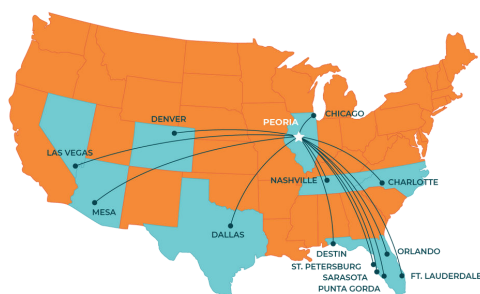 CHICAGO
DENVER
PEORIA
LAS VEGAS
NASHVILLE
CHARLOTTE
MESA
DALLAS
DESTIN
ORLANDO
ST. PETERSBURG
SARASOTA
FT. LAUDERDALE
PUNTA GORDA